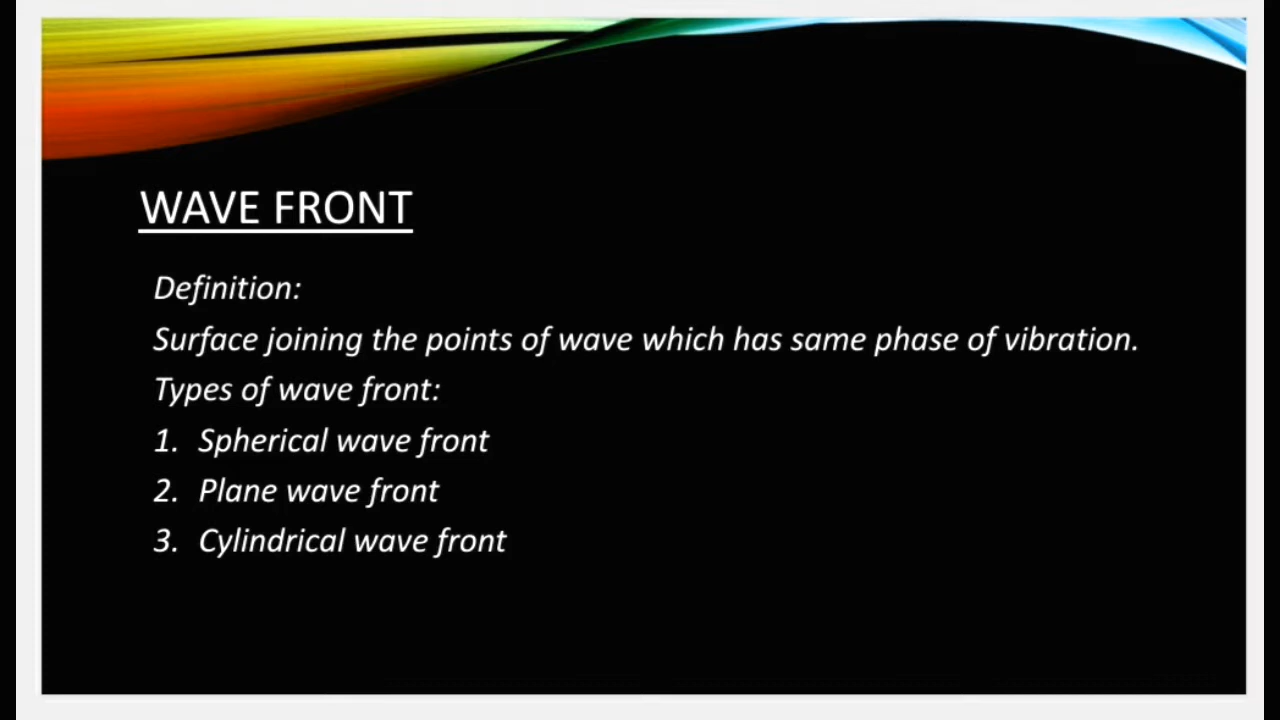 WAVE FRONT
Definition:
Surface joining the points of wave which has same phase of vibration.
Types of wave front:
1. Spherical wave front
2. Plane wave front
3. Cylindrical wave front